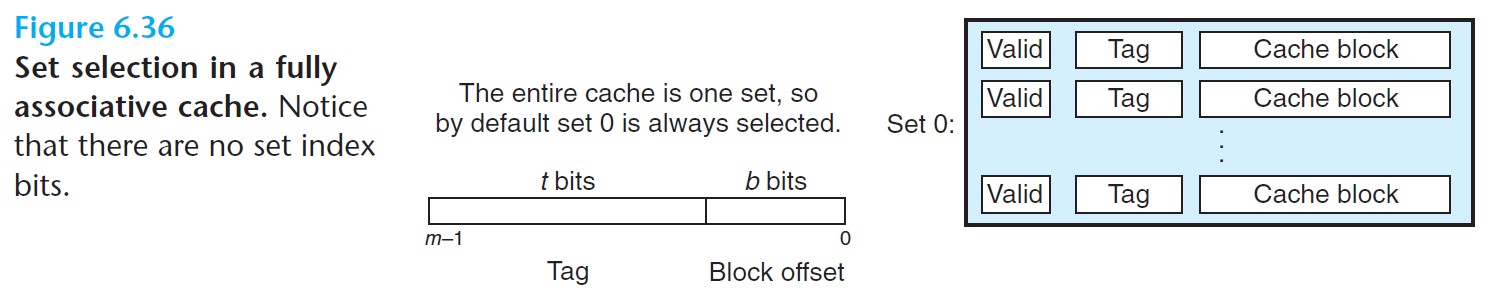 Figure 6.36
Set selection in a fully
associative cache. Notice
that there are no set index
bits.
The entire cache is one set, so
by default set 0 is always selected.
t bits b bits
m–1 0
Tag Block offset
Set 0:
Valid Tag Cache block
Valid Tag Cache block
Valid Tag Cache block